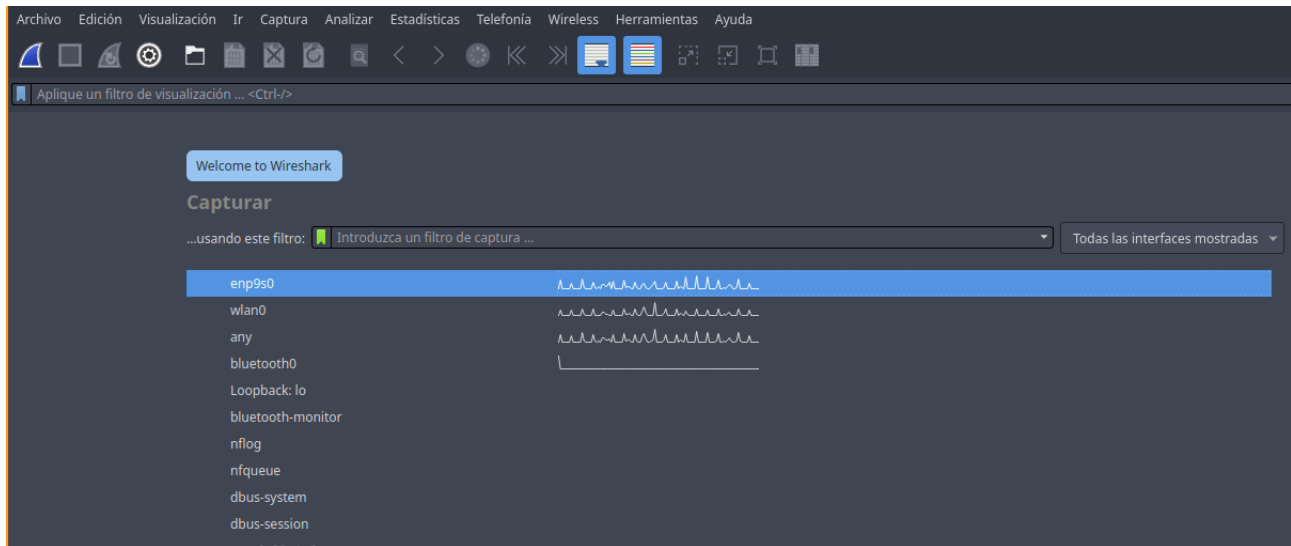 Archivo Edición Visualización Ir Captura Analizar Estadísticas Telefonía Wireless Herramientas Ayuda
Aplique un filtro de visualización ... <Ctrl-/>
Welcome to Wireshark
Capturar
...usando este filtro: Introduzca un filtro de captura ... Todas las interfaces mostradas
enp9s0
wlan0
any
bluetooth0
Loopback: lo
bluetooth-monitor
nflog
nfqueue
dbus-system
dbus-session